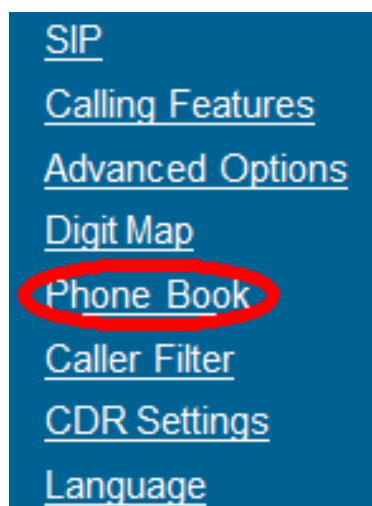 SIP
Calling Features
Advanced Options
Digit Map
Phone Book
Caller Filter
CDR Settings
Language